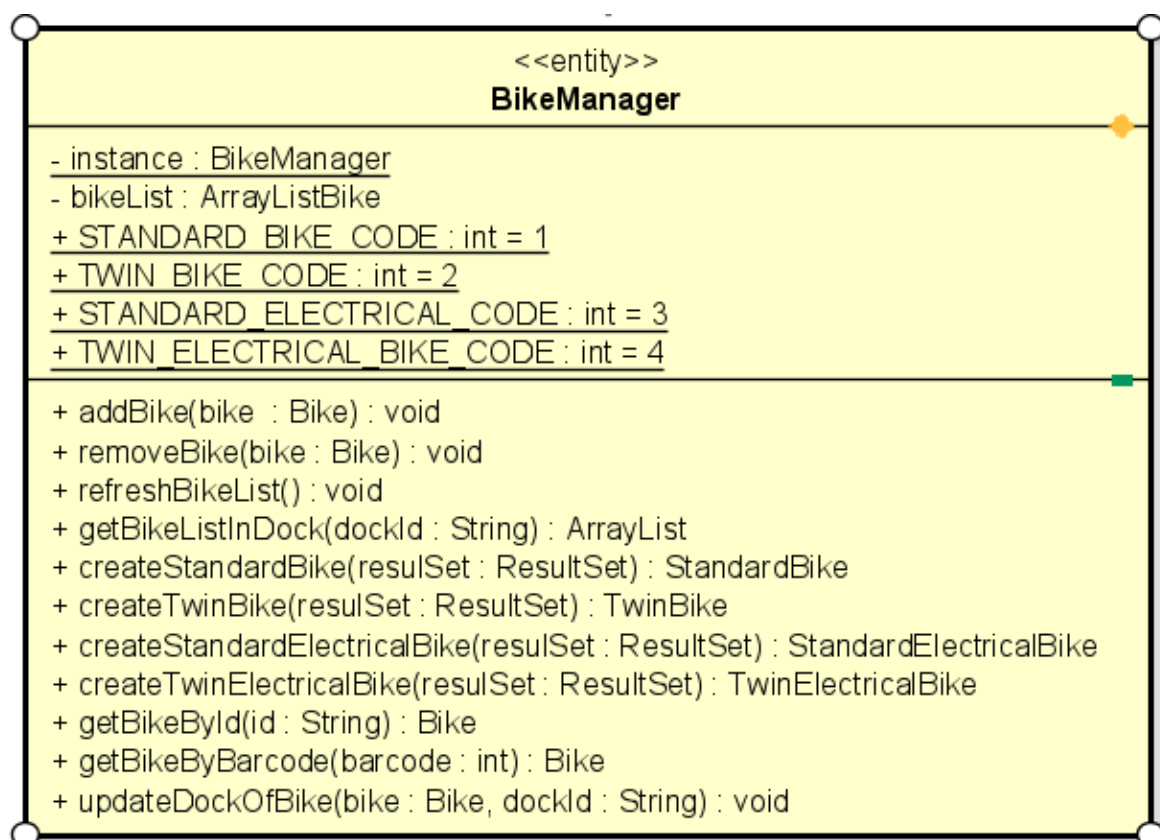 <<entity>>
BikeManager
- instance : BikeManager
- bikeList : ArrayListBike
+ STANDARD_BIKE_CODE : int = 1
+ TWIN_BIKE_CODE : int = 2
+ STANDARD_ELECTRICAL_CODE : int = 3
+ TWIN_ELECTRICAL_BIKE_CODE : int = 4
+ addBike(bike : Bike) : void
+ removeBike(bike : Bike) : void
+ refreshBikeList() : void
+ getBikeListInDock(dockId : String) : ArrayList
+ createStandardBike(resulSet : ResultSet) : StandardBike
+ createTwinBike(resulSet : ResultSet) : TwinBike
+ createStandardElectricalBike(resulSet : ResultSet) : StandardElectricalBike
+ createTwinElectricalBike(resulSet : ResultSet) : TwinElectricalBike
+ getBikeById(id : String) : Bike
+ getBikeByBarcode(barcode : int) : Bike
+ updateDockOfBike(bike : Bike, dockId : String) : void